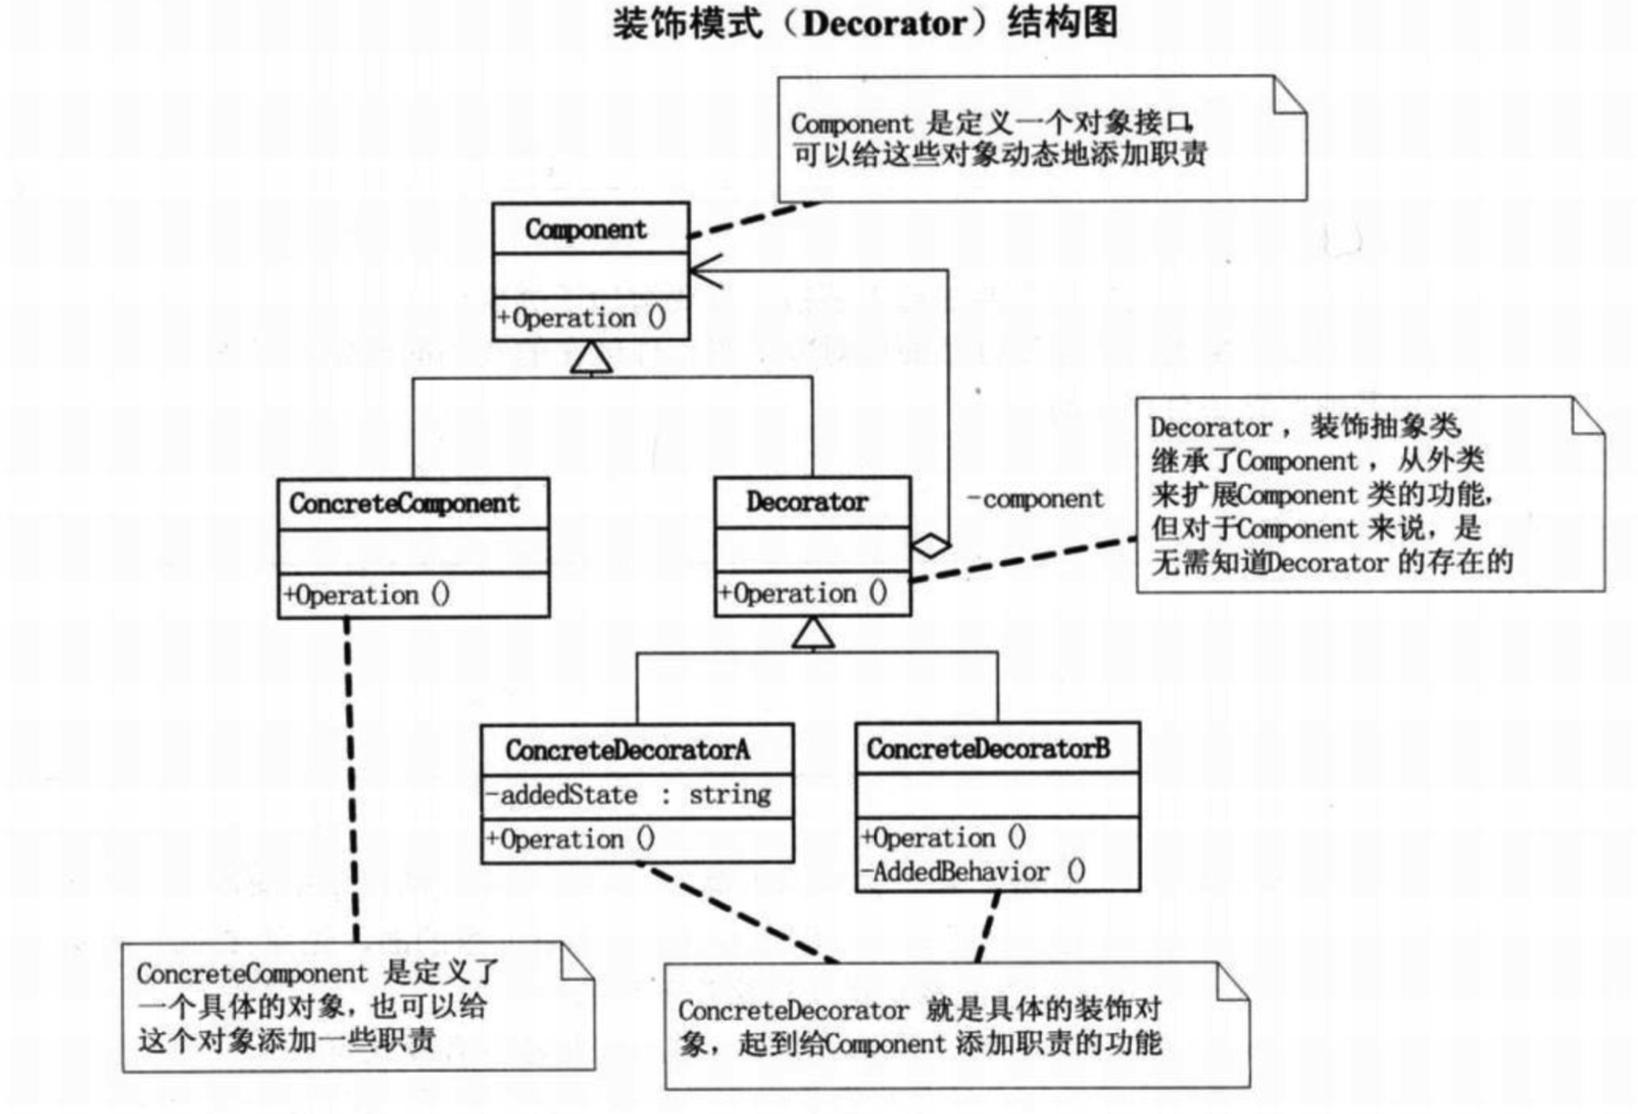 装饰模式（Decorator）结构图
Component 是定义一个对象接口，
可以给这些对象动态地添加职责
Component
+Operation ()
Decorator ，装饰抽象类，
继承了Component ，从外类
来扩展Component 类的功能，
但对于Component 来说，是
无需知道Decorator 的存在的
ConcreteComponent
+Operation ()
Decorator
+Operation ()
-component
ConcreteDecoratorA
-addedState : string
+Operation ()
ConcreteDecoratorB
+Operation ()
-AddedBehavior ()
ConcreteComponent 是定义了
一个具体的对象，也可以给
这个对象添加一些职责
ConcreteDecorator 就是具体的装饰对
象，起到给Component 添加职责的功能